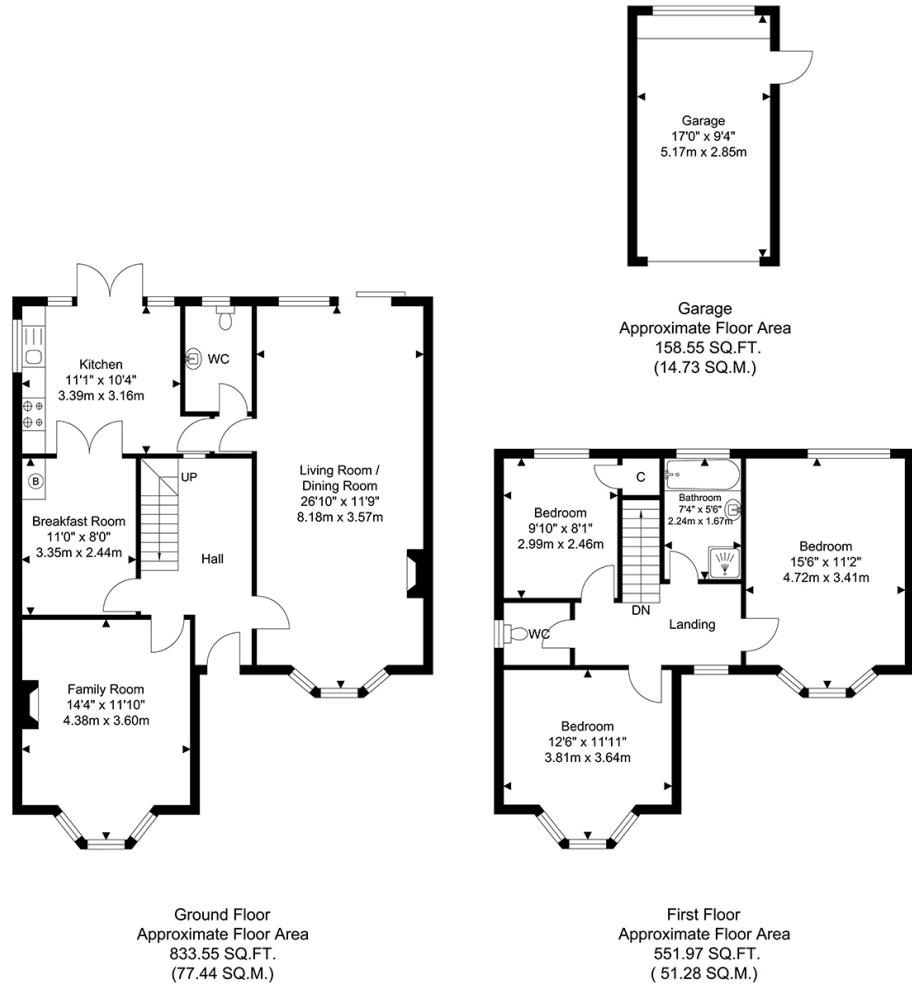 Garage
17'0" x 9'4"
5.17m x 2.85m
Garage
Approximate Floor Area
158.55 SQ.FT.
(14.73 SQ.M.)
Kitchen
11'1" x 10'4"
3.39m x 3.16m
WC
UP
B
Breakfast Room
11'0" x 8'0"
3.35m x 2.44m
Hall
Living Room /
Dining Room
26'10" x 11'9"
8.18m x 3.57m
Family Room
14'4" x 11'10"
4.38m x 3.60m
Ground Floor
Approximate Floor Area
833.55 SQ.FT.
(77.44 SQ.M.)
Bedroom
9'10" x 8'1"
2.99m x 2.46m
C
Bathroom
7'4" x 5'6"
2.24m x 1.67m
Bedroom
15'6" x 11'2"
4.72m x 3.41m
DN
WC
Landing
Bedroom
12'6" x 11'11"
3.81m x 3.64m
First Floor
Approximate Floor Area
551.97 SQ.FT.
( 51.28 SQ.M.)